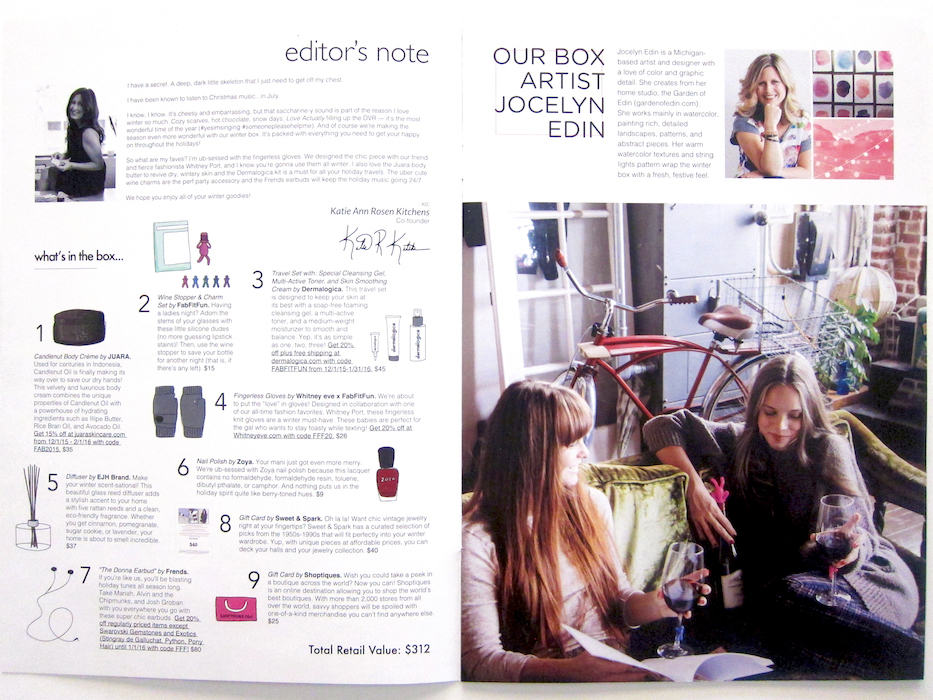 editor's note
I have a secret. A deep, dark little skeleton that I just need to get off my chest.
I have been known to listen to Christmas music...in July.
I know, I know. It's cheesy and embarrassing, but that saccharine-y sound is part of the reason I love
winter so much. Cozy scarves, hot chocolate, snow days, Love Actually filling up the DVR — it's the most
wonderful time of the year (#yesimsinging #someonepleasehelpme). And of course we're making the
season even more wonderful with our winter box. It's packed with everything you need to get your happy
on throughout the holidays!
So what are my faves? I'm ub-sessed with the fingerless gloves. We designed the chic piece with our friend
and fierce fashionista Whitney Port, and I know you're gonna use them all winter. I also love the Juara body
butter to revive dry, wintery skin and the Dermalogica kit is a must for all your holiday travels. The uber cute
wine charms are the perf party accessory and the Frends earbuds will keep the holiday music going 24/7.
We hope you enjoy all of your winter goodies!
xo,
Katie Ann Rosen Kitchens
Co-founder
what's in the box...
1
Candlenut Body Crème by JUARA.
Used for centuries in Indonesia,
Candlenut Oil is finally making its
way over to save our dry hands!
This velvety and luxurious body
cream combines the unique
properties of Candlenut Oil with
a powerhouse of hydrating
ingredients such as Illipe Butter,
Rice Bran Oil, and Avocado Oil.
Get 15% off at juaraskincare.com
from 12/1/15 - 2/1/16 with code
FAB2015. $35
2
Wine Stopper & Charm
Set by FabFitFun. Having
a ladies night? Adorn the
stems of your glasses with
these little silicone dudes
(no more guessing lipstick
stains)! Then, use the wine
stopper to save your bottle
for another night (that is, if
there's any left). $15
3
Travel Set with: Special Cleansing Gel,
Multi-Active Toner, and Skin Smoothing
Cream by Dermalogica. This travel set
is designed to keep your skin at
its best with a soap-free foaming
cleansing gel, a multi-active
toner, and a medium-weight
moisturizer to smooth and
balance. Yep, it's as simple
as one, two, three! Get 20%
off plus free shipping at
dermalogica.com with code
FABFITFUN from 12/1/15-1/31/16. $45
dermalogica
4
Fingerless Gloves by Whitney eve x FabFitFun. We're about
to put the "love" in gloves! Designed in collaboration with one
of our all-time fashion favorites, Whitney Port, these fingerless
knit gloves are a winter must-have. These babies are perfect for
the gal who wants to stay toasty while texting! Get 20% off at
Whitneyeve.com with code FFF20. $26
5
Diffuser by EJH Brand. Make
your winter scent-sational! This
beautiful glass reed diffuser adds
a stylish accent to your home
with five rattan reeds and a clean,
eco-friendly fragrance. Whether
you get cinnamon, pomegranate,
sugar cookie, or lavender, your
home is about to smell incredible.
$37
6
Nail Polish by Zoya. Your mani just got even more merry.
We're ub-sessed with Zoya nail polish because this lacquer
contains no formaldehyde, formaldehyde resin, toluene,
dibutyl phthalate, or camphor. And nothing puts us in the
holiday spirit quite like berry-toned hues. $9
ZOYA
7
"The Donna Earbud" by Frends.
If you're like us, you'll be blasting
holiday tunes all season long.
Take Mariah, Alvin and the
Chipmunks, and Josh Groban
with you everywhere you go with
these super chic earbuds. Get 20%
off regularly priced items except
Swarovski Gemstones and Exotics
(Stingray de Galluchat, Python, Pony
Hair) until 1/1/16 with code FFF! $80
8
$40
Gift Card by Sweet & Spark. Oh la la! Want chic vintage jewelry
right at your fingertips? Sweet & Spark has a curated selection of
picks from the 1950s-1990s that will fit perfectly into your winter
wardrobe. Yup, with unique pieces at affordable prices, you can
deck your halls and your jewelry collection. $40
9
Gift Card by Shoptiques. Wish you could take a peek in
a boutique across the world? Now you can! Shoptiques
is an online destination allowing you to shop the world's
best boutiques. With more than 2,000 stores from all
over the world, savvy shoppers will be spoiled with
one-of-a-kind merchandise you can't find anywhere else.
$25
Total Retail Value: $312
OUR BOX
ARTIST
JOCELYN
EDIN
Jocelyn Edin is a Michigan-
based artist and designer with
a love of color and graphic
detail. She creates from her
home studio, the Garden of
Edin (gardenofedin.com)
She works mainly in watercolor,
painting rich, detailed
landscapes, patterns, and
abstract pieces. Her warm
watercolor textures and string
lights pattern wrap the winter
box with a fresh, festive feel.